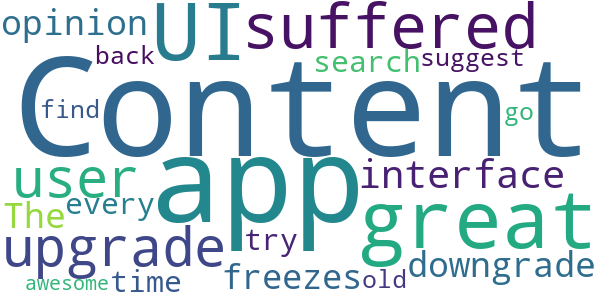 opinion UI suffered
back search suggest
Content
find go
user app interface
The every great
upgrade try downgrade
awesome time freezes old